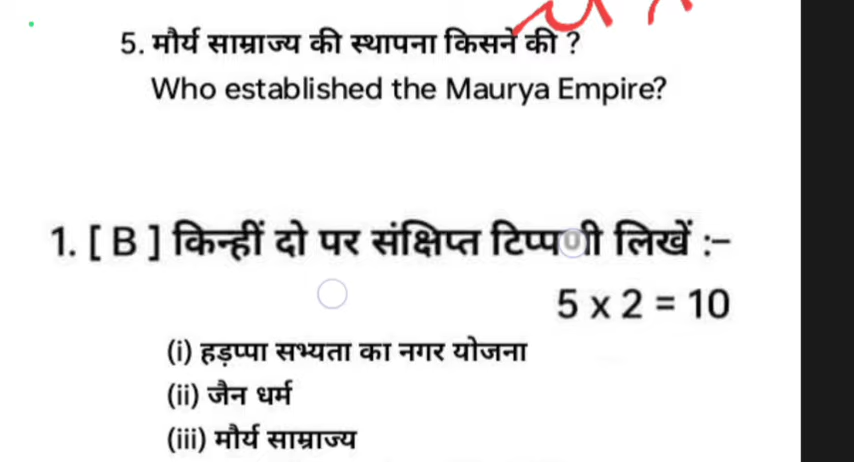 5. मौर्य साम्राज्य की स्थापना किसने की ?
Who established the Maurya Empire?
1. [ B ] किन्हीं दो पर संक्षिप्त टिप्पणी लिखें :–
5 x 2 = 10
(i) हड़प्पा सभ्यता का नगर योजना
(ii) जैन धर्म
(iii) मौर्य साम्राज्य